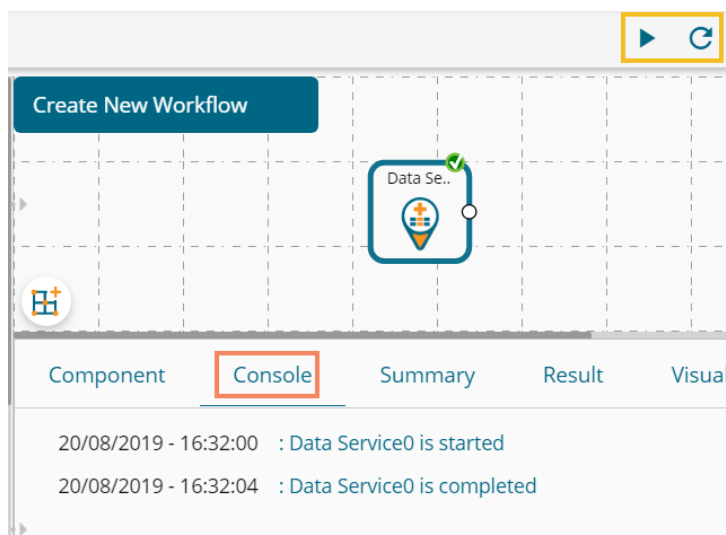 Create New Workflow
Data Se..
Component Console Summary Result Visual
20/08/2019 - 16:32:00 : Data Service0 is started
20/08/2019 - 16:32:04 : Data Service0 is completed